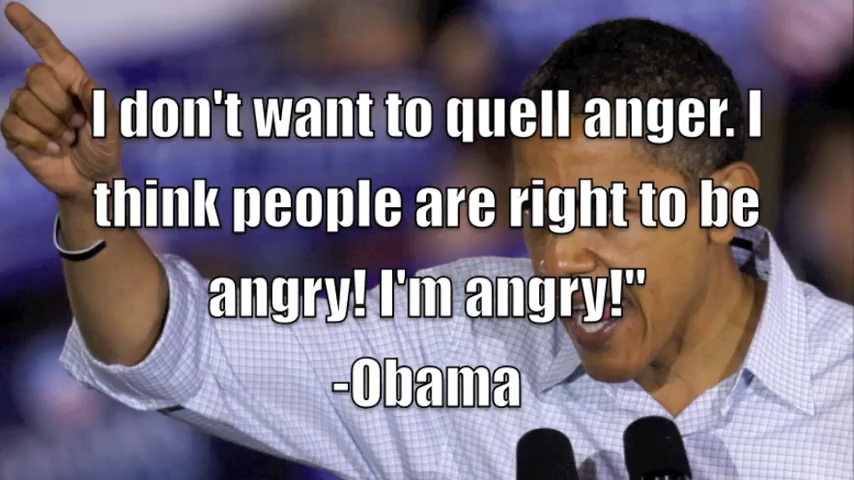 I don't want to quell anger. I
think people are right to be
angry! I'm angry!"
-Obama